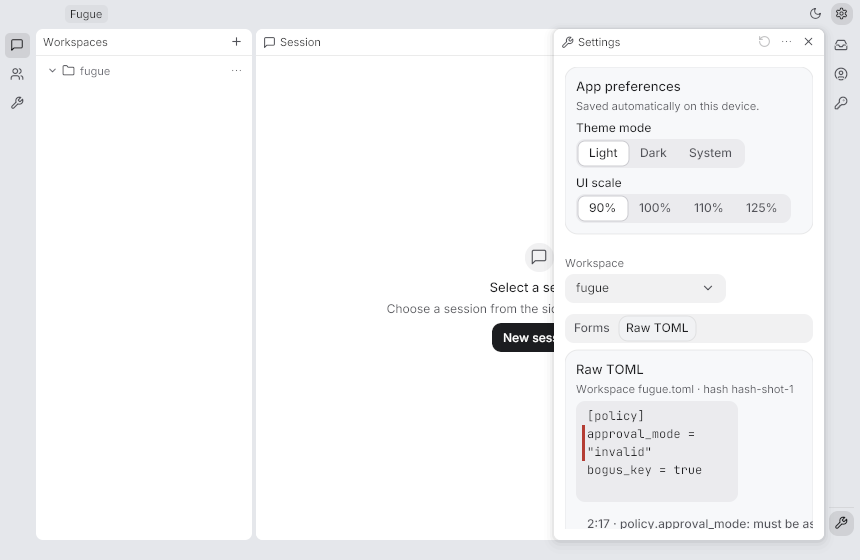 Fugue
Workspaces
fugue
Session
Select a se
Choose a session from the sid
New sess
Settings
App preferences
Saved automatically on this device.
Theme mode
Light Dark System
UI scale
90% 100% 110% 125%
Workspace
fugue
Forms Raw TOML
Raw TOML
Workspace fugue.toml · hash hash-shot-1
[policy]
approval_mode =
"invalid"
bogus_key = true
2:17 · policy.approval_mode: must be as